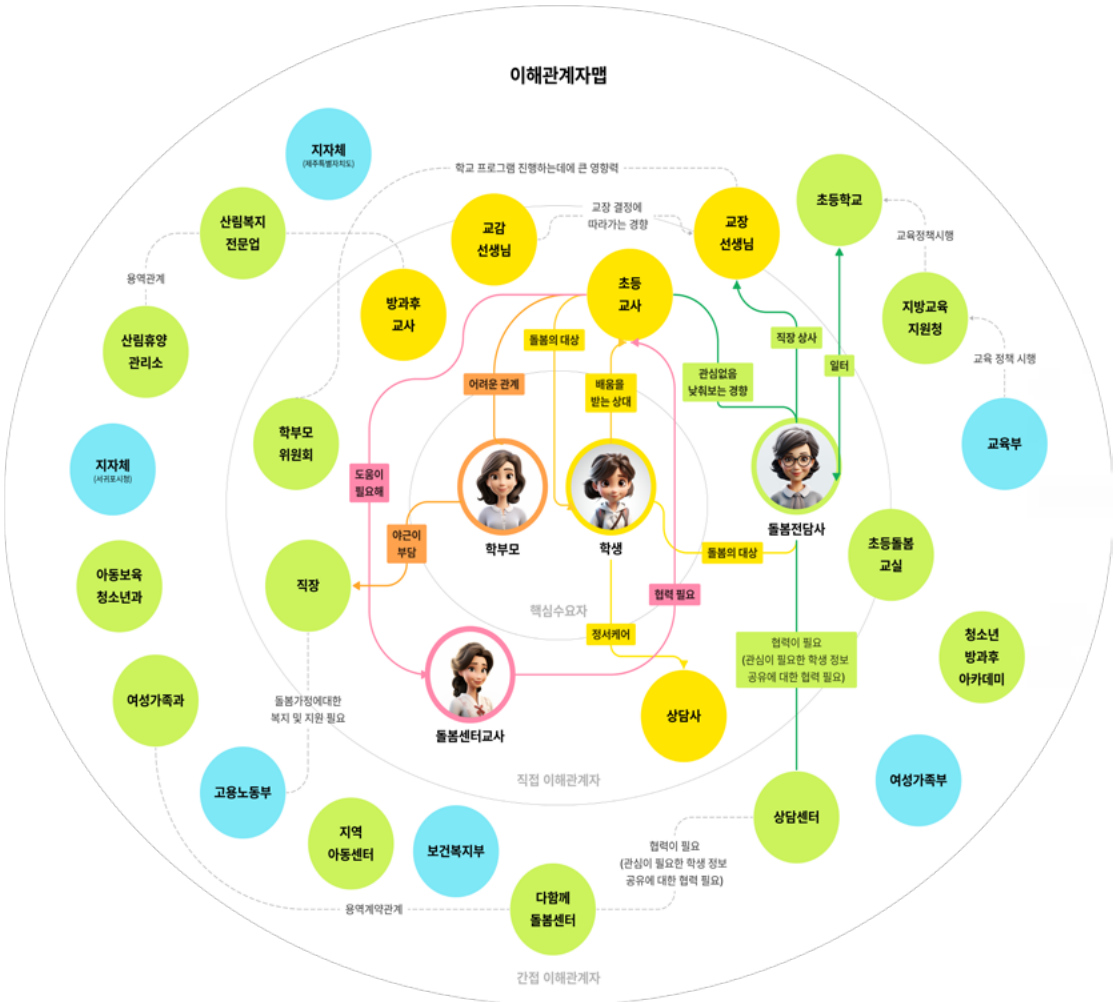 이해관계자맵
지자체
(제주특별자치도)
학교 프로그램 진행하는데에 큰 영향력
초등학교
산림복지
전문업
교감
선생님
교장 결정에
따라가는 경향
교장
선생님
교육정책시행
용역관계
방과후
교사
초등
교사
지방교육
지원청
산림휴양
관리소
돌봄의 대상
직장 상사
일터
교육 정책 시행
어려운 관계
배움을
받는 상대
관심없음
낮춰보는 경향
학부모
위원회
교육부
지자체
(서귀포시청)
도움이
필요해
돌봄전담사
야근이
부담
학부모
학생
돌봄의 대상
초등돌봄
교실
아동보육
청소년과
직장
핵심수요자
협력 필요
정서케어
협력이 필요
(관심이 필요한 학생 정보
공유에 대한 협력 필요)
청소년
방과후
아카데미
여성가족과
돌봄가정에대한
복지 및 지원 필요
돌봄센터교사
상담사
직접 이해관계자
고용노동부
여성가족부
지역
아동센터
보건복지부
상담센터
협력이 필요
(관심이 필요한 학생 정보
공유에 대한 협력 필요)
용역계약관계
다함께
돌봄센터
간접 이해관계자